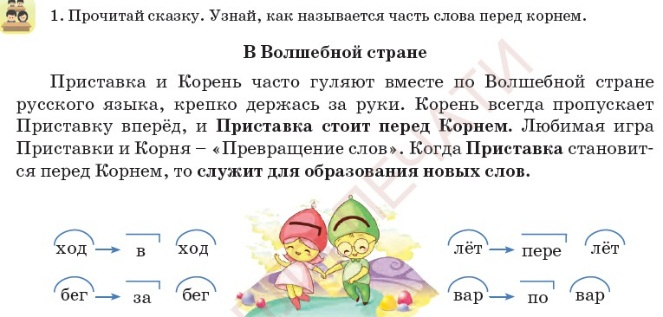 1. Прочитай сказку. Узнай, как называется часть слова перед корнем.
В Волшебной стране
Приставка и Корень часто гуляют вместе по Волшебной стране
русского языка, крепко держась за руки. Корень всегда пропускает
Приставку вперёд, и Приставка стоит перед Корнем. Любимая игра
Приставки и Корня – «Превращение слов». Когда Приставка становит-
ся перед Корнем, то служит для образования новых слов.
ход → в ход лёт → пере лёт
бег → за бег вар → по вар